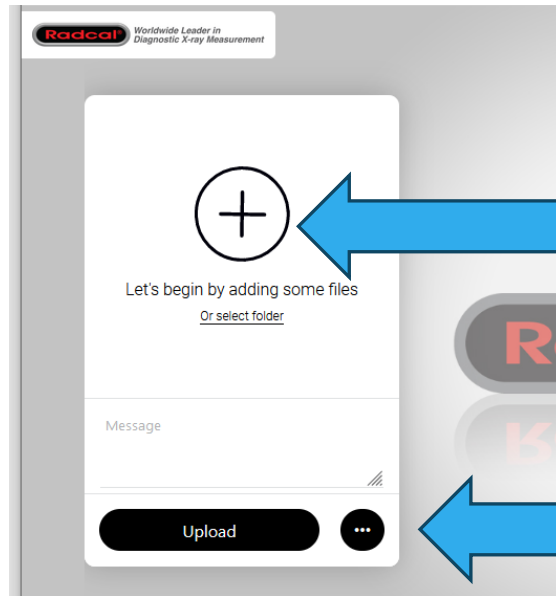 Radcal® Worldwide Leader in
Diagnostic X-ray Measurement
Let's begin by adding some files
Or select folder
Message
Upload